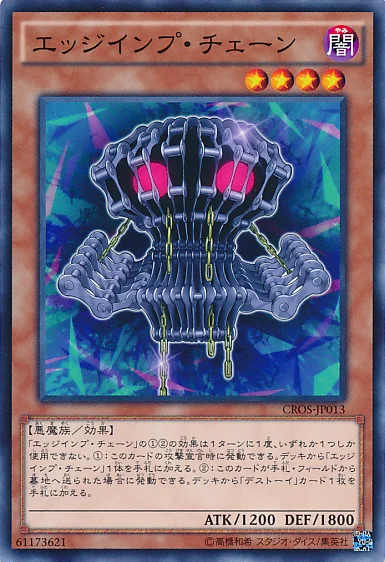 エッジインプ・チェーン
闇
CROS-JP013
【悪魔族／効果】
「エッジインプ・チェーン」の①②の効果は1ターンに1度、いずれか1つしか
使用できない。①：このカードの攻撃宣言時に発動できる。デッキから「エッジ
インプ・チェーン」1体を手札に加える。②：このカードが手札・フィールドから
墓地へ送られた場合に発動できる。デッキから「デストーイ」カード1枚を
手札に加える。
ATK/1200 DEF/1800
61173621
©高橋和希 スタジオ・ダイス/集英社